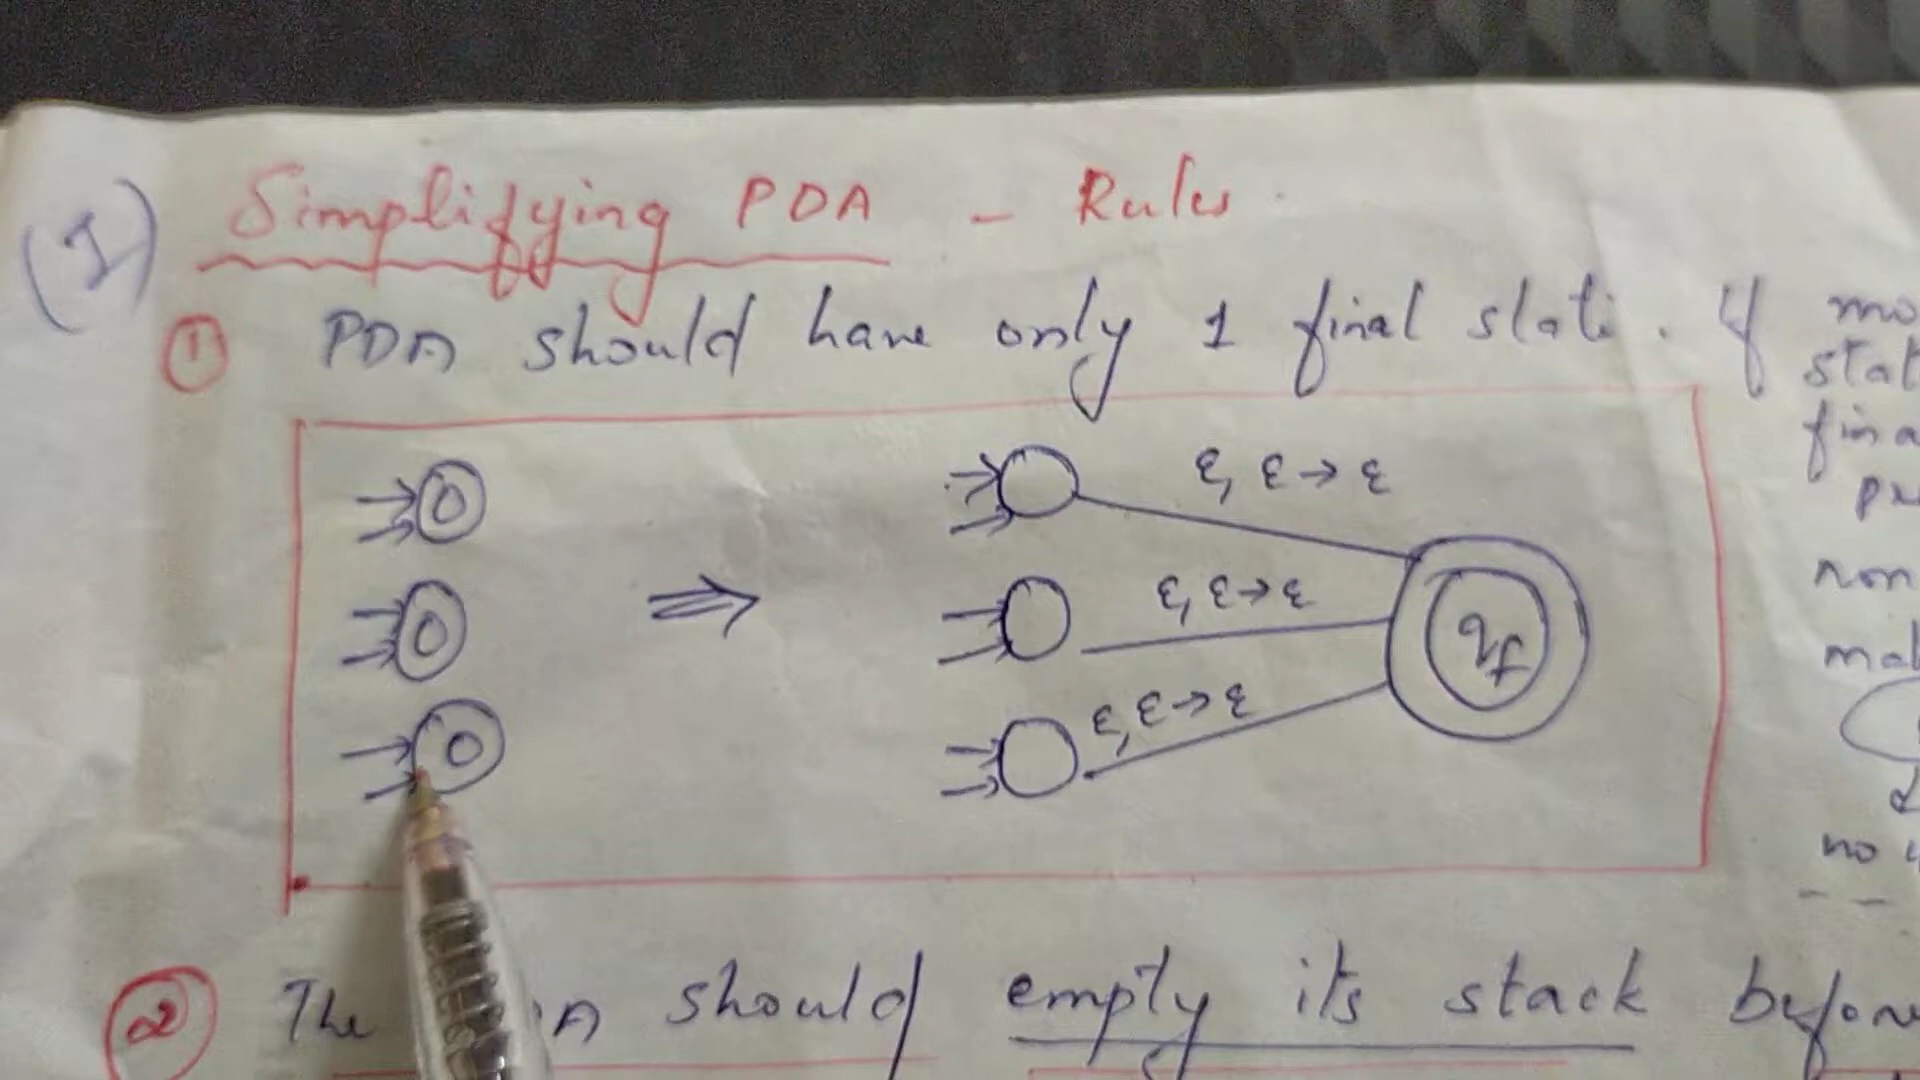 (1) Simplifying PDA - Rules.
① PDA should have only 1 final state. If
ε, ε → ε
ε, ε → ε
ε, ε → ε
qf
② The should empty its stack